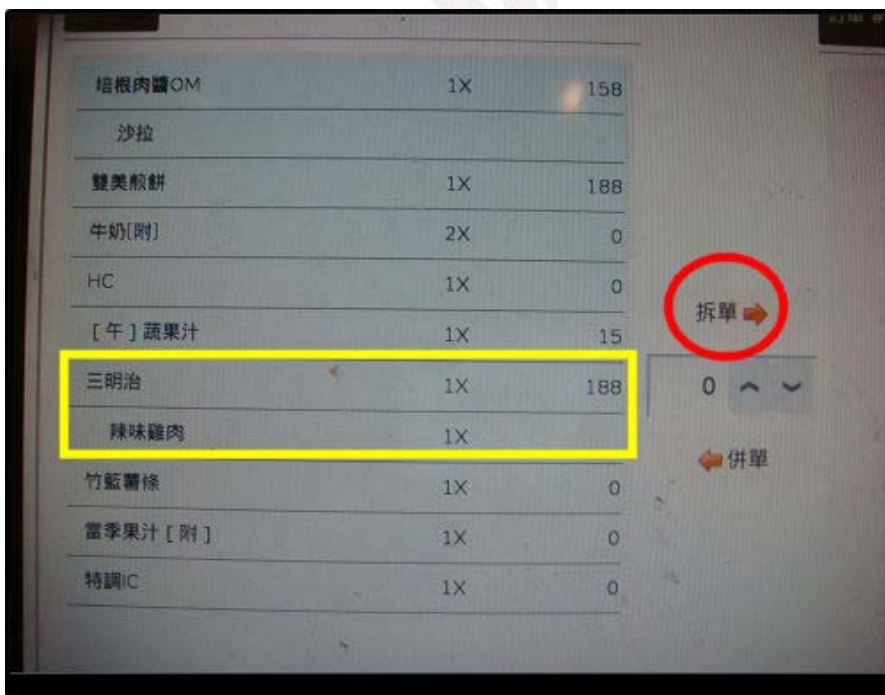 培根肉醬OM 1X 158
沙拉
雙美煎餅 1X 188
牛奶[附] 2X 0
HC 1X 0
[午]蔬果汁 1X 15
拆單
三明治 1X 188
0
辣味雞肉 1X
併單
竹籃薯條 1X 0
當季果汁[附] 1X 0
特調IC 1X 0